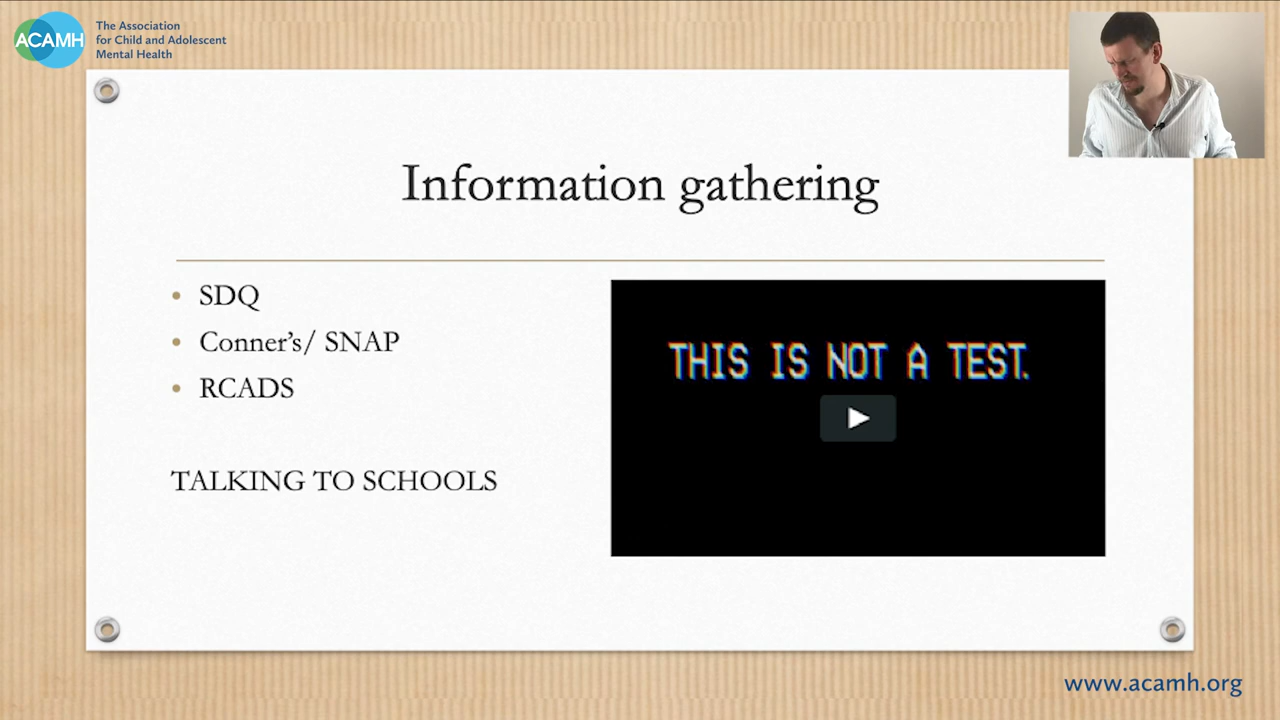 ACAMH
The Association
for Child and Adolescent
Mental Health
Information gathering
SDQ
Conner's/ SNAP
RCADS
TALKING TO SCHOOLS
THIS IS NOT A TEST.
www.acamh.org